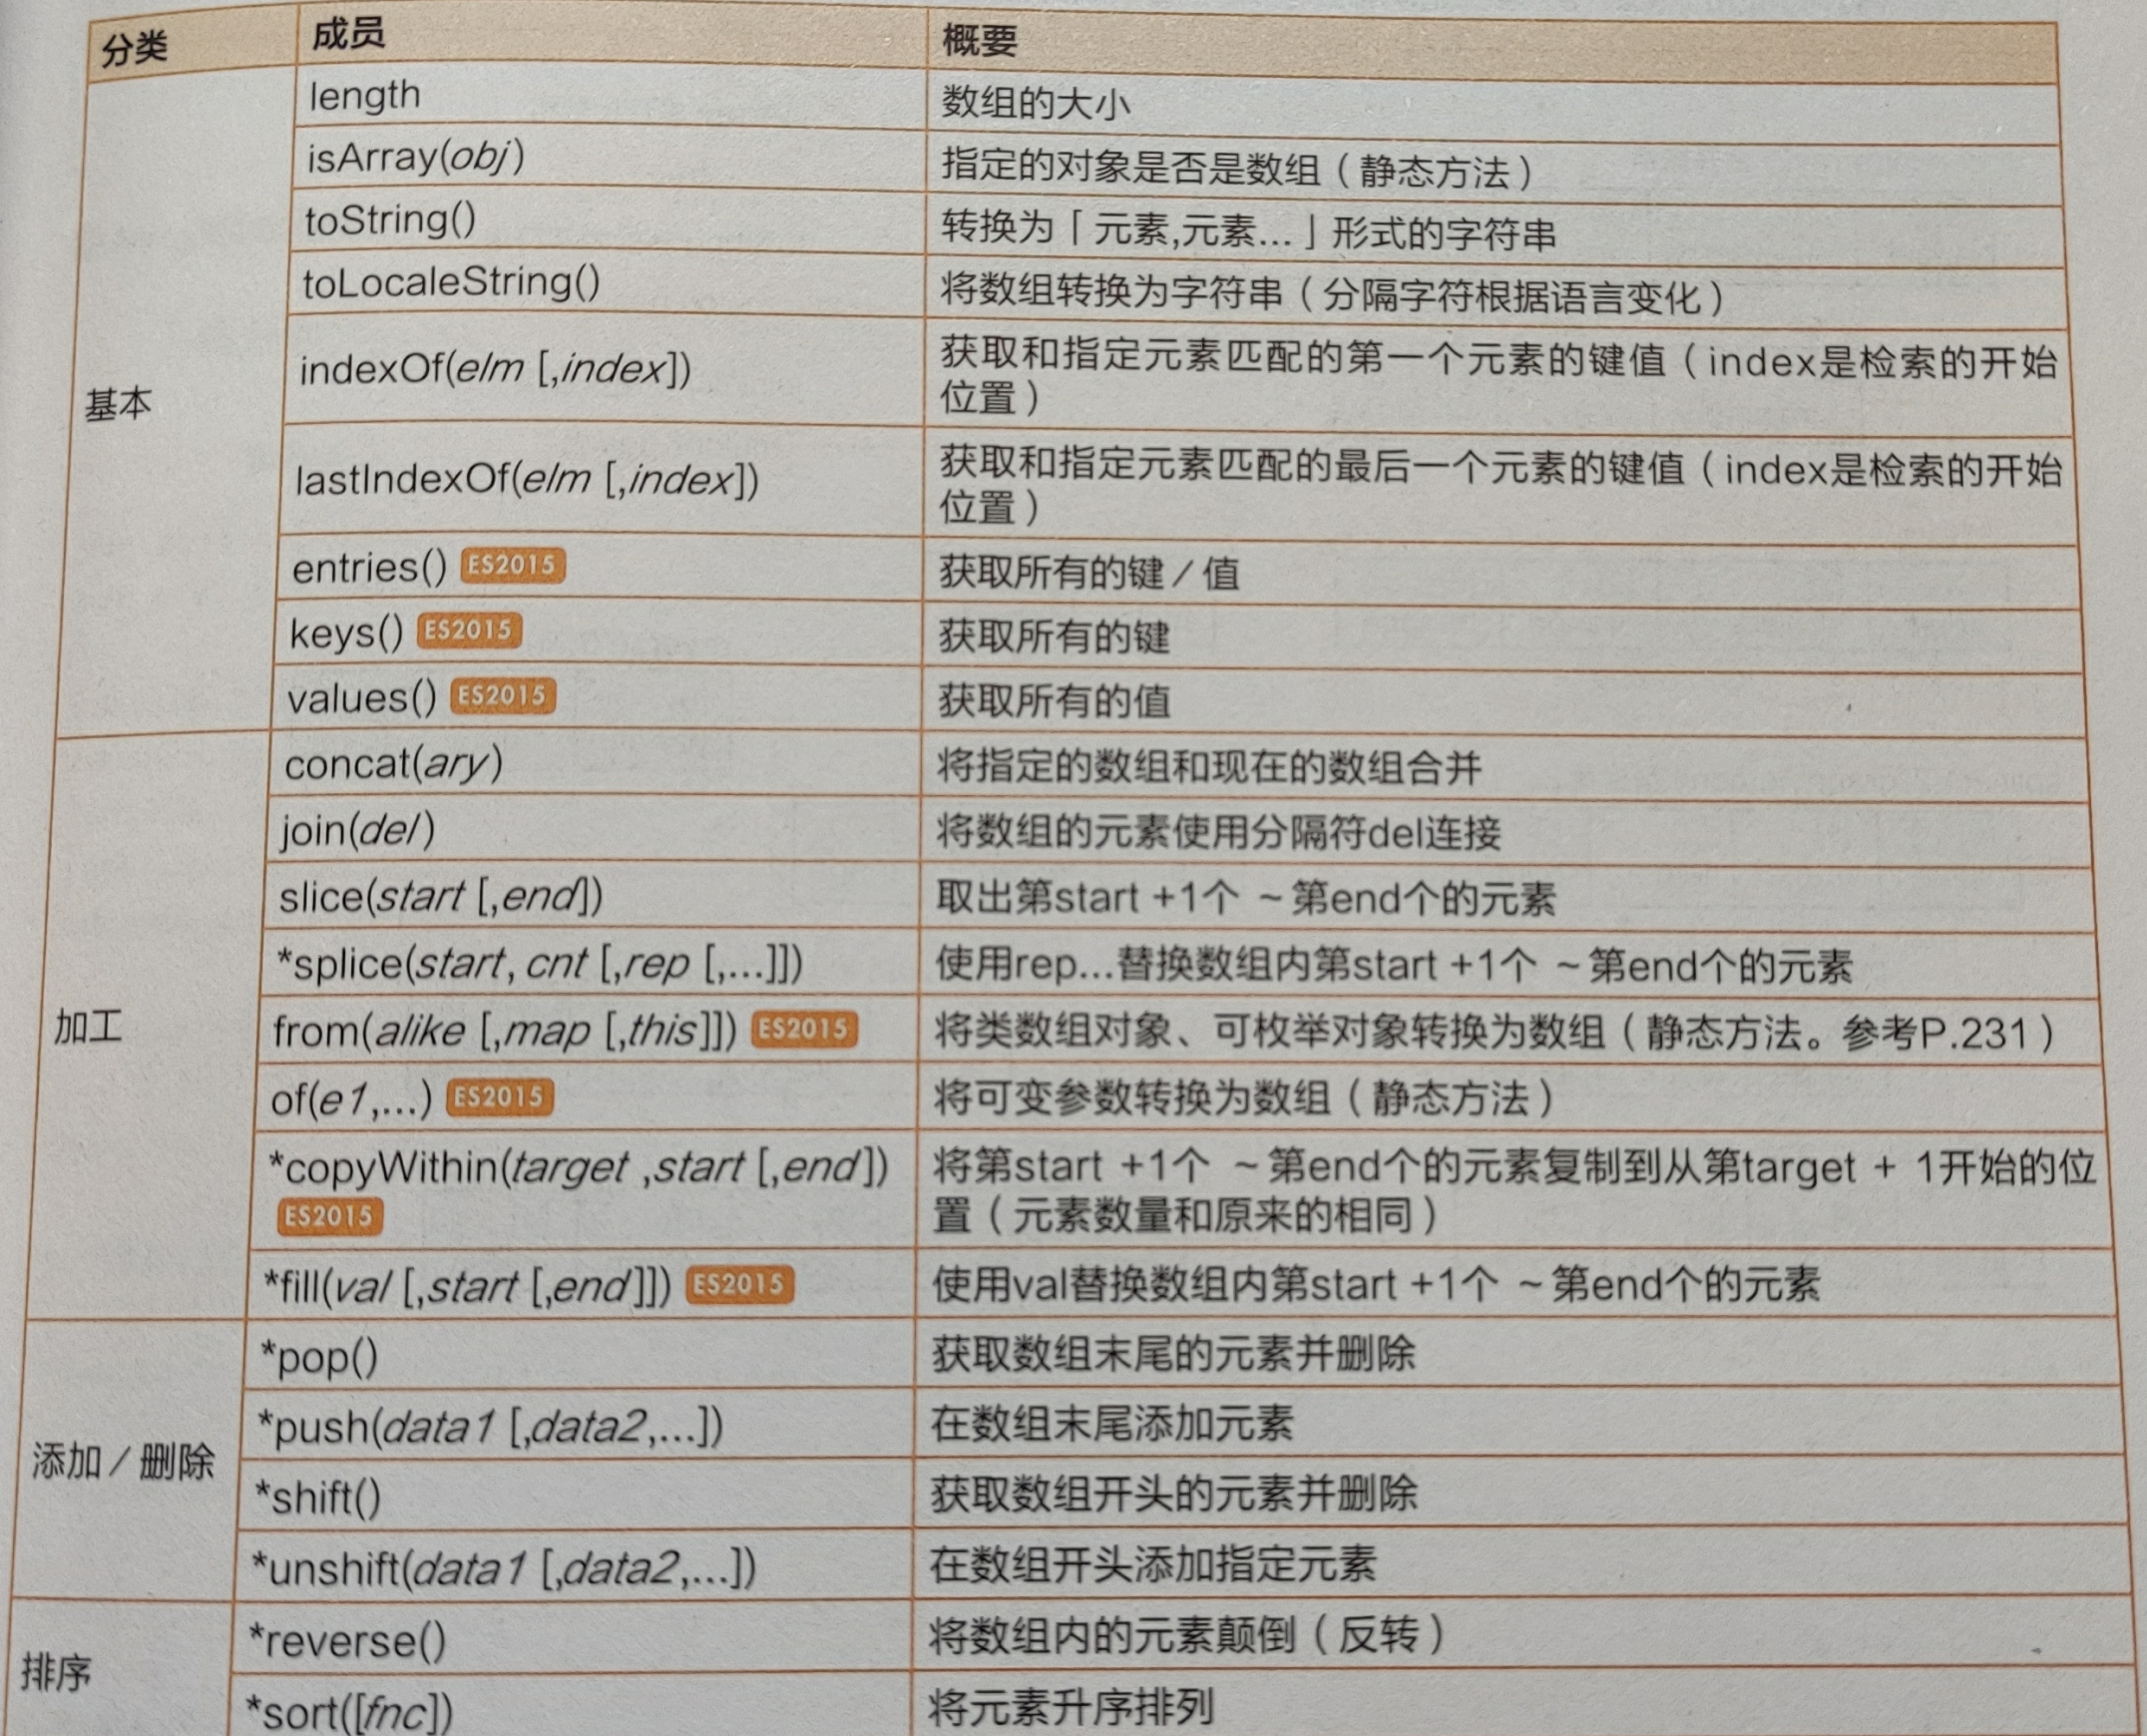 分类 成员 概要
length 数组的大小
isArray(obj) 指定的对象是否是数组（静态方法）
toString() 转换为「元素,元素...」形式的字符串
toLocaleString() 将数组转换为字符串（分隔字符根据语言变化）
基本
indexOf(elm [,index]) 获取和指定元素匹配的第一个元素的键值（index是检索的开始
位置）
lastIndexOf(elm [,index]) 获取和指定元素匹配的最后一个元素的键值（index是检索的开始
位置）
entries() ES2015 获取所有的键／值
keys() ES2015 获取所有的键
values() ES2015 获取所有的值
concat(ary) 将指定的数组和现在的数组合并
join(del) 将数组的元素使用分隔符del连接
slice(start [,end]) 取出第start +1个 ~第end个的元素
*splice(start, cnt [,rep [,...]]) 使用rep...替换数组内第start +1个 ~第end个的元素
加工
from(alike [,map [,this]]) ES2015 将类数组对象、可枚举对象转换为数组（静态方法。参考P.231）
of(e1,...) ES2015 将可变参数转换为数组（静态方法）
*copyWithin(target ,start [,end]) 将第start +1个 ~第end个的元素复制到从第target + 1开始的位
ES2015 置（元素数量和原来的相同）
*fill(val [,start [,end]]) ES2015 使用val替换数组内第start +1个 ~第end个的元素
*pop() 获取数组末尾的元素并删除
*push(data1 [,data2,...]) 在数组末尾添加元素
添加／删除
*shift() 获取数组开头的元素并删除
*unshift(data1 [,data2,...]) 在数组开头添加指定元素
*reverse() 将数组内的元素颠倒（反转）
排序
*sort([fnc]) 将元素升序排列